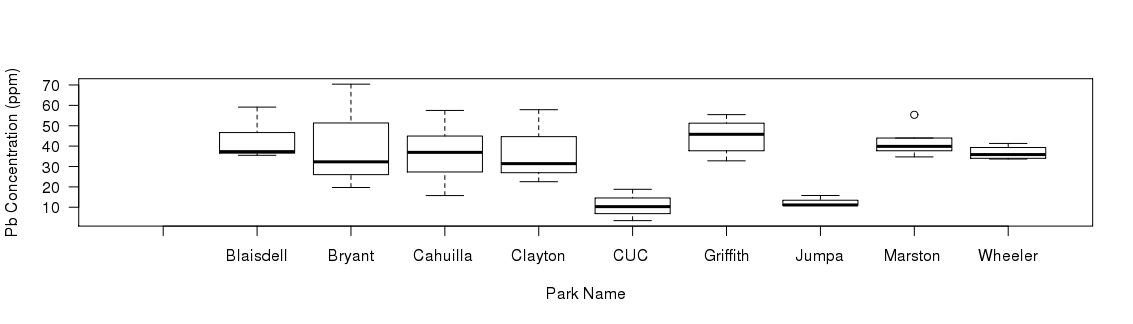 Pb Concentration (ppm)
70
60
50
40
30
20
10
Blaisdell Bryant Cahuilla Clayton CUC Griffith Jumpa Marston Wheeler
Park Name